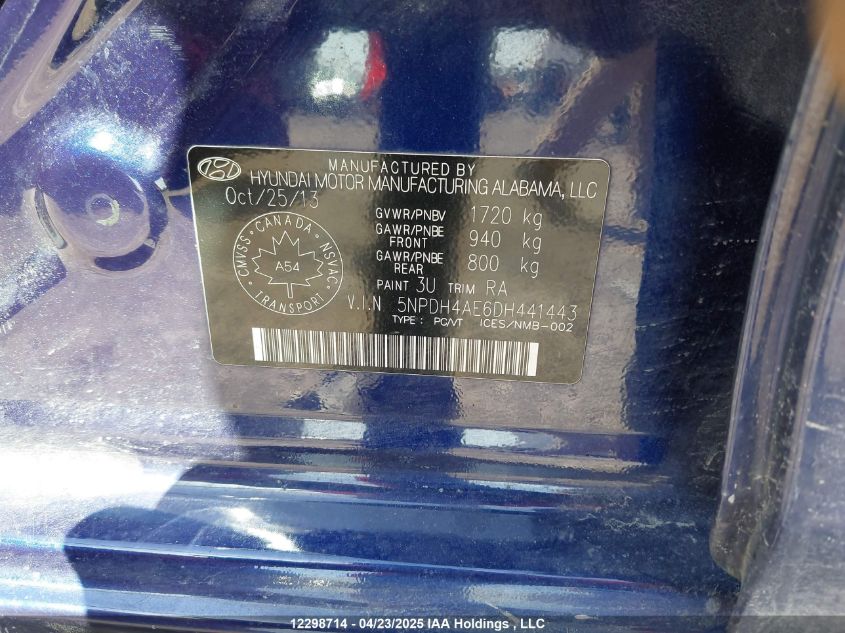 MANUFACTURED BY
HYUNDAI MOTOR MANUFACTURING ALABAMA, LLC
Oct/25/13
GVWR/PNBV 1720 kg
GAWR/PNBE FRONT 940 kg
GAWR/PNBE REAR 800 kg
CANADA
CMVSS NSVAC
A54
TRANSPORT
PAINT 3U TRIM RA
V.I.N 5NPDH4AE6DH441443
TYPE: PC/VT ICES/NMB-002
12298714 - 04/23/2025 IAA Holdings , LLC